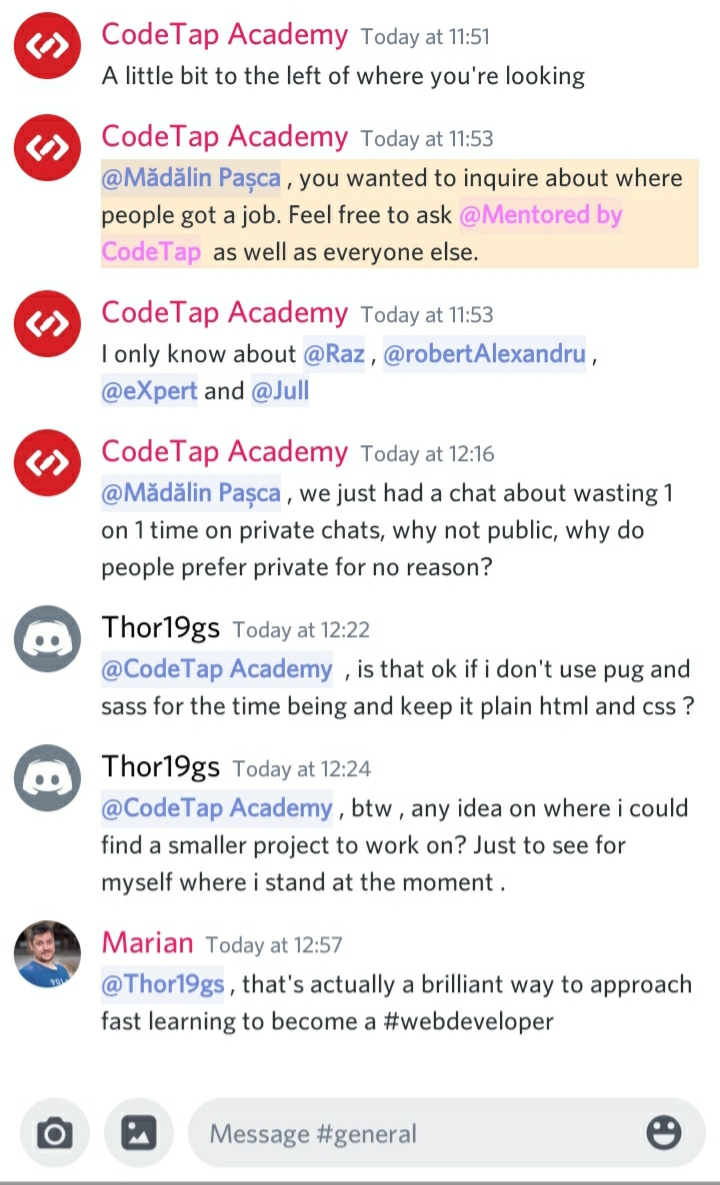 CodeTap Academy Today at 11:51
A little bit to the left of where you're looking
CodeTap Academy Today at 11:53
@Mădălin Pașca , you wanted to inquire about where
people got a job. Feel free to ask @Mentored by
CodeTap as well as everyone else.
CodeTap Academy Today at 11:53
I only know about @Raz , @robertAlexandru ,
@eXpert and @Jull
CodeTap Academy Today at 12:16
@Mădălin Pașca , we just had a chat about wasting 1
on 1 time on private chats, why not public, why do
people prefer private for no reason?
Thor19gs Today at 12:22
@CodeTap Academy , is that ok if i don't use pug and
sass for the time being and keep it plain html and css ?
Thor19gs Today at 12:24
@CodeTap Academy , btw , any idea on where i could
find a smaller project to work on? Just to see for
myself where i stand at the moment .
Marian Today at 12:57
@Thor19gs , that's actually a brilliant way to approach
fast learning to become a #webdeveloper
Message #general